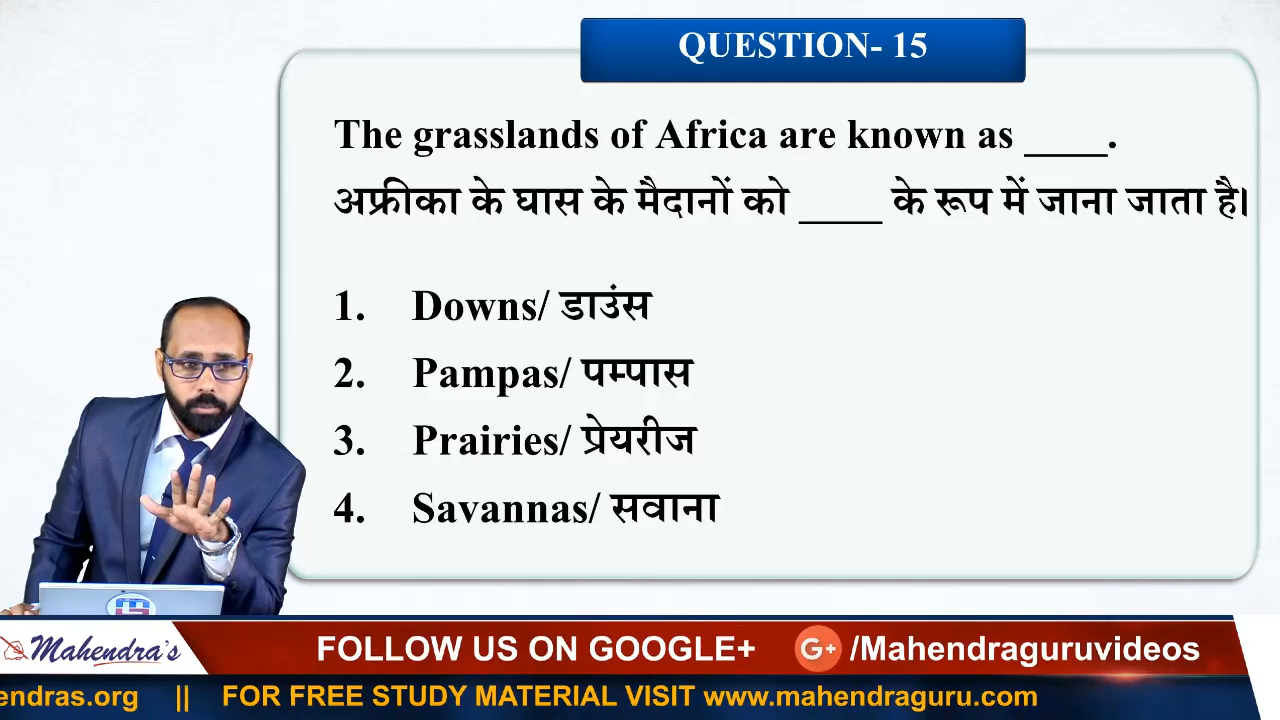 QUESTION- 15
The grasslands of Africa are known as ____.
अफ्रीका के घास के मैदानों को ____ के रूप में जाना जाता है।
1. Downs/ डाउंस
2. Pampas/ पम्पास
3. Prairies/ प्रेयरीज
4. Savannas/ सवाना
Mahendra's
FOLLOW US ON GOOGLE+ G+ /Mahendraguruvideos
endras.org || FOR FREE STUDY MATERIAL VISIT www.mahendraguru.com